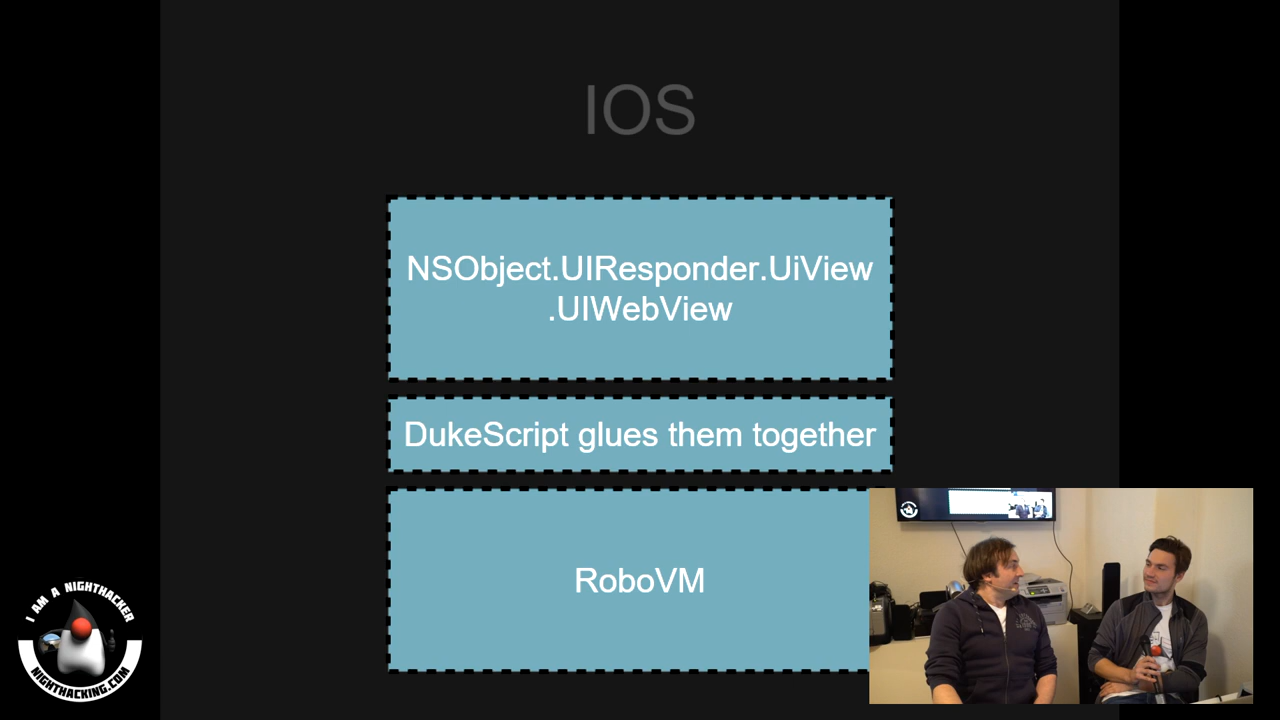 IOS
NSObject.UIResponder.UiView
.UIWebView
DukeScript glues them together
RoboVM
I AM A NIGHTHACKER
NIGHTHACKING.COM